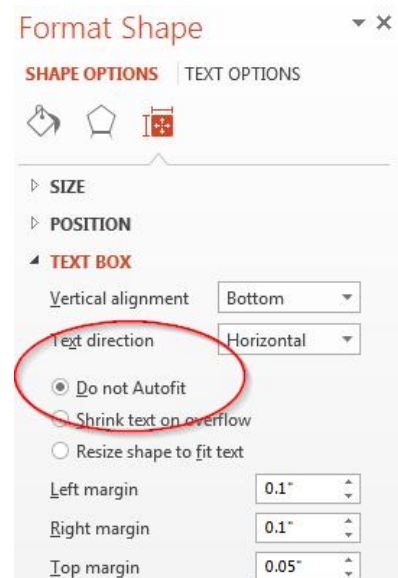 Format Shape
SHAPE OPTIONS TEXT OPTIONS
SIZE
POSITION
TEXT BOX
Vertical alignment Bottom
Text direction Horizontal
Do not Autofit
Shrink text on overflow
Resize shape to fit text
Left margin 0.1"
Right margin 0.1"
Top margin 0.05"